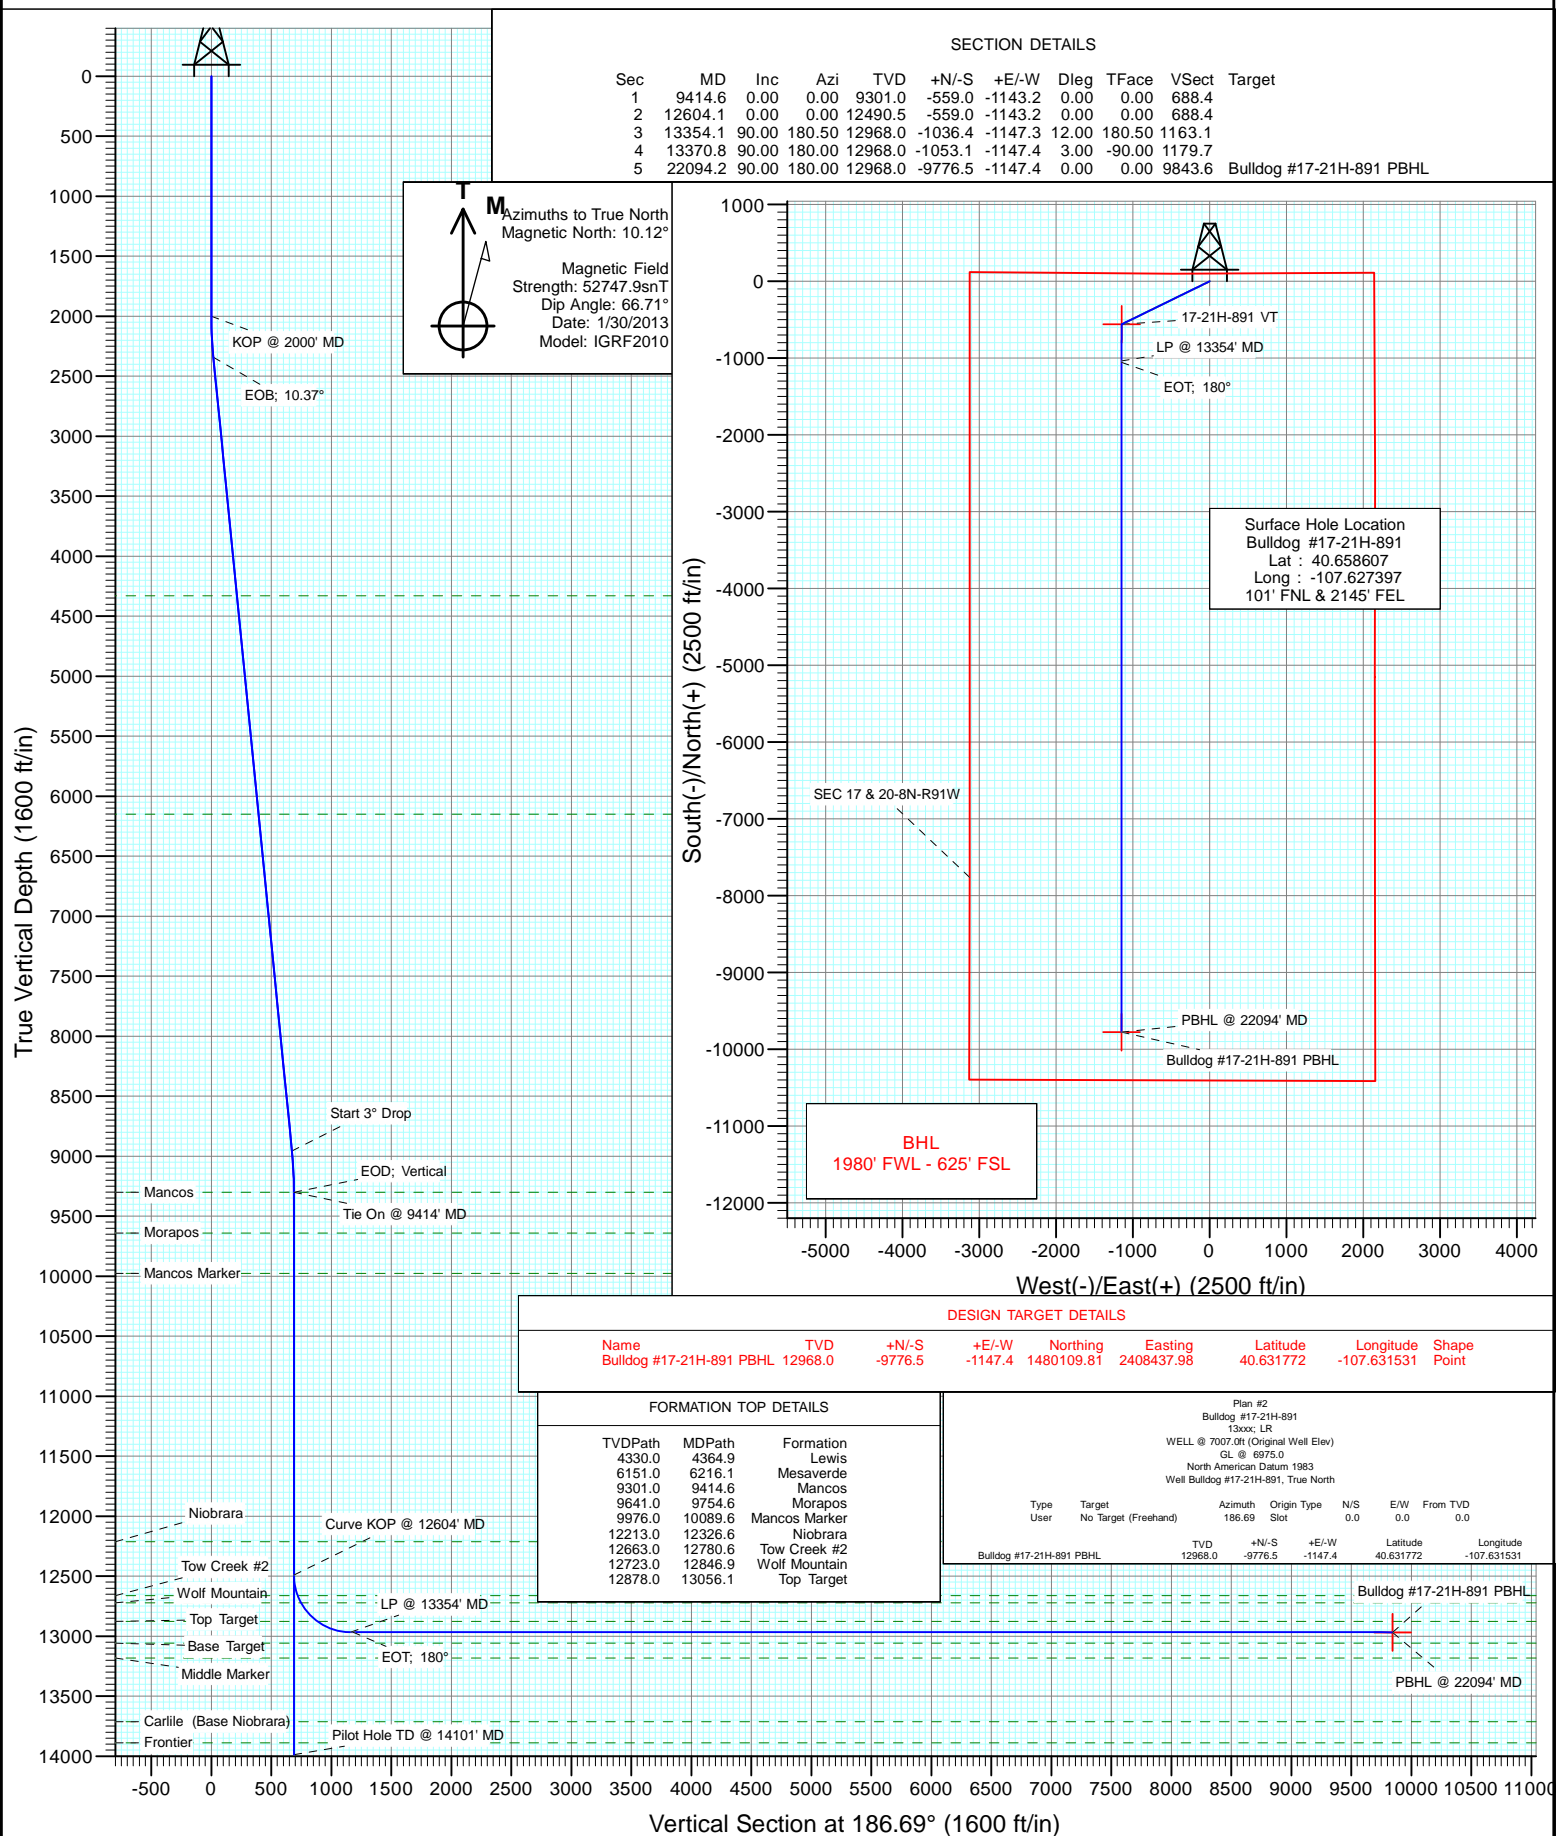 SECTION DETAILS
Sec MD Inc Azi TVD +N/-S +E/-W Dleg TFace VSect Target
1 9414.6 0.00 0.00 9301.0 -559.0 -1143.2 0.00 0.00 688.4
2 12604.1 0.00 0.00 12490.5 -559.0 -1143.2 0.00 0.00 688.4
3 13354.1 90.00 180.50 12968.0 -1036.4 -1147.3 12.00 180.50 1163.1
4 13370.8 90.00 180.00 12968.0 -1053.1 -1147.4 3.00 -90.00 1179.7
5 22094.2 90.00 180.00 12968.0 -9776.5 -1147.4 0.00 0.00 9843.6 Bulldog #17-21H-891 PBHL
T
M
Azimuths to True North
Magnetic North: 10.12°
Magnetic Field
Strength: 52747.9snT
Dip Angle: 66.71°
Date: 1/30/2013
Model: IGRF2010
True Vertical Depth (1600 ft/in)
0
500
1000
1500
2000
2500
3000
3500
4000
4500
5000
5500
6000
6500
7000
7500
8000
8500
9000
9500
10000
10500
11000
11500
12000
12500
13000
13500
14000
KOP @ 2000' MD
EOB; 10.37°
Start 3° Drop
EOD; Vertical
Tie On @ 9414' MD
Mancos
Morapos
Mancos Marker
Niobrara
Curve KOP @ 12604' MD
Tow Creek #2
Wolf Mountain
LP @ 13354' MD
Top Target
Base Target
EOT; 180°
Middle Marker
Carlile (Base Niobrara)
Frontier
Pilot Hole TD @ 14101' MD
Bulldog #17-21H-891 PBHL
PBHL @ 22094' MD
-500 0 500 1000 1500 2000 2500 3000 3500 4000 4500 5000 5500 6000 6500 7000 7500 8000 8500 9000 9500 10000 10500 11000
Vertical Section at 186.69° (1600 ft/in)
South(-)/North(+) (2500 ft/in)
1000
0
-1000
-2000
-3000
-4000
-5000
-6000
-7000
-8000
-9000
-10000
-11000
-12000
17-21H-891 VT
LP @ 13354' MD
EOT; 180°
Surface Hole Location
Bulldog #17-21H-891
Lat : 40.658607
Long : -107.627397
101' FNL & 2145' FEL
SEC 17 & 20-8N-R91W
PBHL @ 22094' MD
Bulldog #17-21H-891 PBHL
BHL
1980' FWL - 625' FSL
-5000 -4000 -3000 -2000 -1000 0 1000 2000 3000 4000
West(-)/East(+) (2500 ft/in)
DESIGN TARGET DETAILS
Name TVD +N/-S +E/-W Northing Easting Latitude Longitude Shape
Bulldog #17-21H-891 PBHL 12968.0 -9776.5 -1147.4 1480109.81 2408437.98 40.631772 -107.631531 Point
FORMATION TOP DETAILS
TVDPath MDPath Formation
4330.0 4364.9 Lewis
6151.0 6216.1 Mesaverde
9301.0 9414.6 Mancos
9641.0 9754.6 Morapos
9976.0 10089.6 Mancos Marker
12213.0 12326.6 Niobrara
12663.0 12780.6 Tow Creek #2
12723.0 12846.9 Wolf Mountain
12878.0 13056.1 Top Target
Plan #2
Bulldog #17-21H-891
13xxx; LR
WELL @ 7007.0ft (Original Well Elev)
GL @ 6975.0
North American Datum 1983
Well Bulldog #17-21H-891, True North
Type Target Azimuth Origin Type N/S E/W From TVD
User No Target (Freehand) 186.69 Slot 0.0 0.0 0.0
TVD +N/-S +E/-W Latitude Longitude
Bulldog #17-21H-891 PBHL 12968.0 -9776.5 -1147.4 40.631772 -107.631531